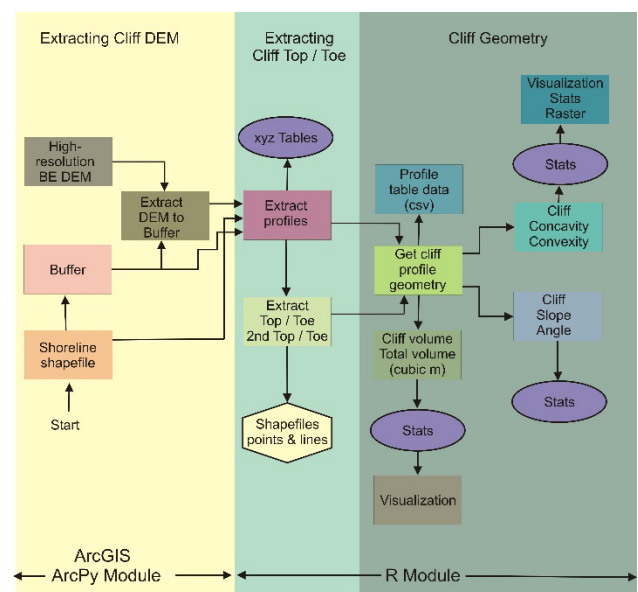 Extracting Cliff DEM
Extracting
Cliff Top / Toe
Cliff Geometry
High-
resolution
BE DEM
Extract
DEM to
Buffer
Buffer
Shoreline
shapefile
Start
xyz Tables
Extract
profiles
Extract
Top / Toe
2nd Top / Toe
Shapefiles
points & lines
Profile
table data
(csv)
Get cliff
profile
geometry
Cliff volume
Total volume
(cubic m)
Stats
Visualization
Visualization
Stats
Raster
Stats
Cliff
Concavity
Convexity
Cliff
Slope
Angle
Stats
ArcGIS
ArcPy Module
R Module